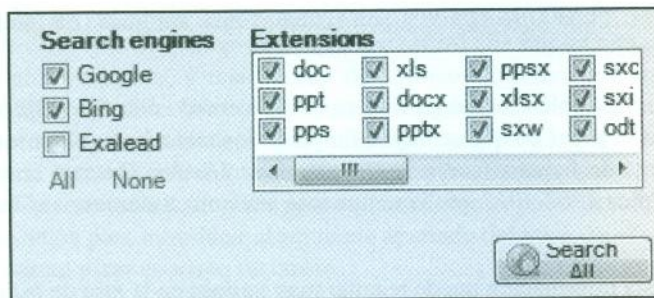 Search engines
Google
Bing
Exalead
All None
Extensions
doc xls ppsx sxc
ppt docx xlsx sxi
pps pptx sxw odt
Search
All